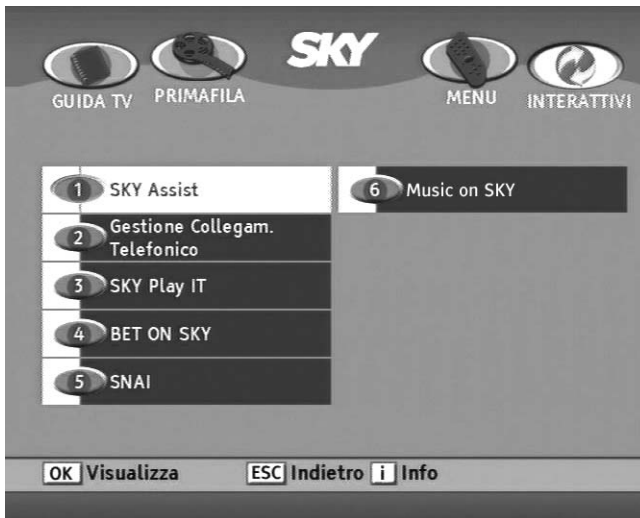 SKY
GUIDA TV
PRIMAFILA
MENU
INTERATTIVI
1 SKY Assist
2 Gestione Collegam.
Telefonico
3 SKY Play IT
4 BET ON SKY
5 SNAI
6 Music on SKY
OK Visualizza ESC Indietro i Info